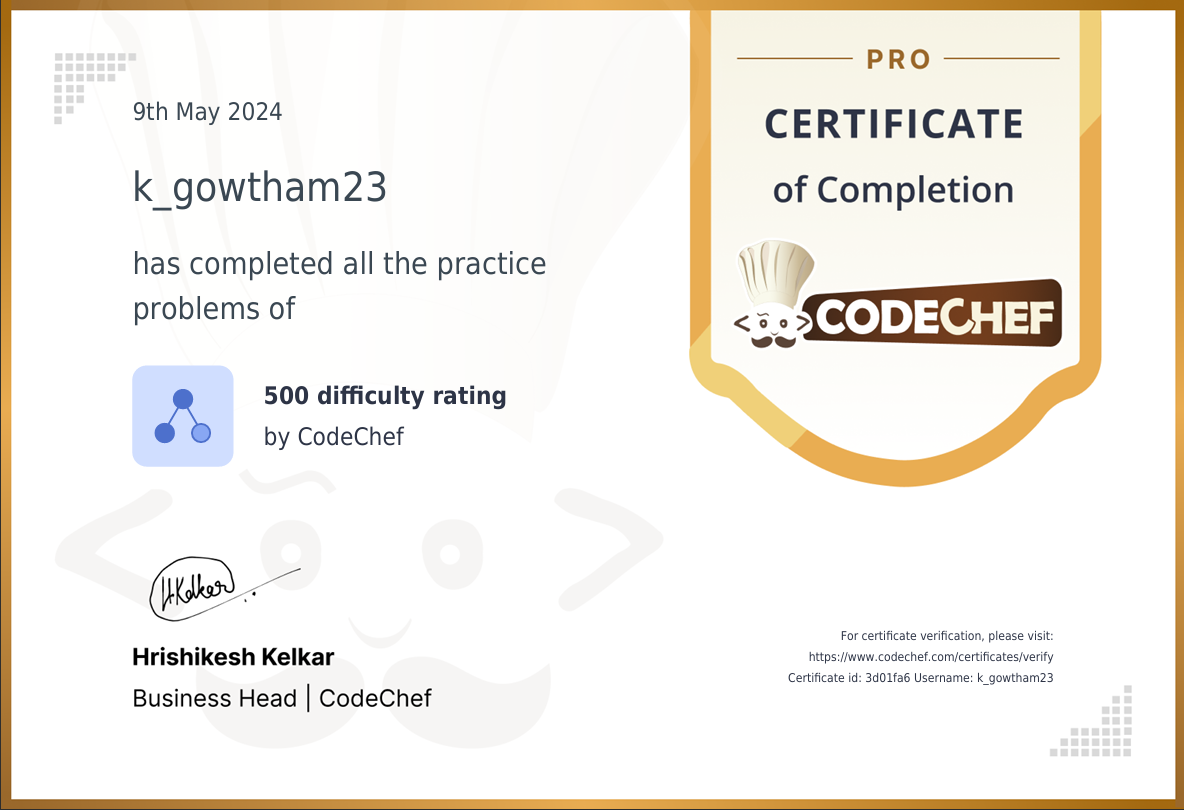 9th May 2024
k_gowtham23
has completed all the practice
problems of
500 difficulty rating
by CodeChef
H.Kelkar
Hrishikesh Kelkar
Business Head | CodeChef
PRO
CERTIFICATE
of Completion
CODECHEF
For certificate verification, please visit:
https://www.codechef.com/certificates/verify
Certificate id: 3d01fa6 Username: k_gowtham23